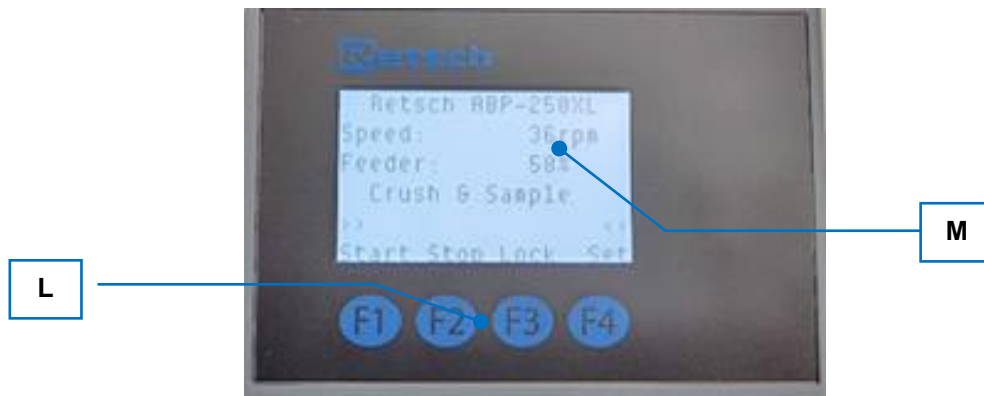 Retsch
Retsch RBP-250XL
Speed: 36rpm
Feeder: 58%
Crush & Sample
>> <<
Start Stop Lock Set
M
L
F1 F2 F3 F4